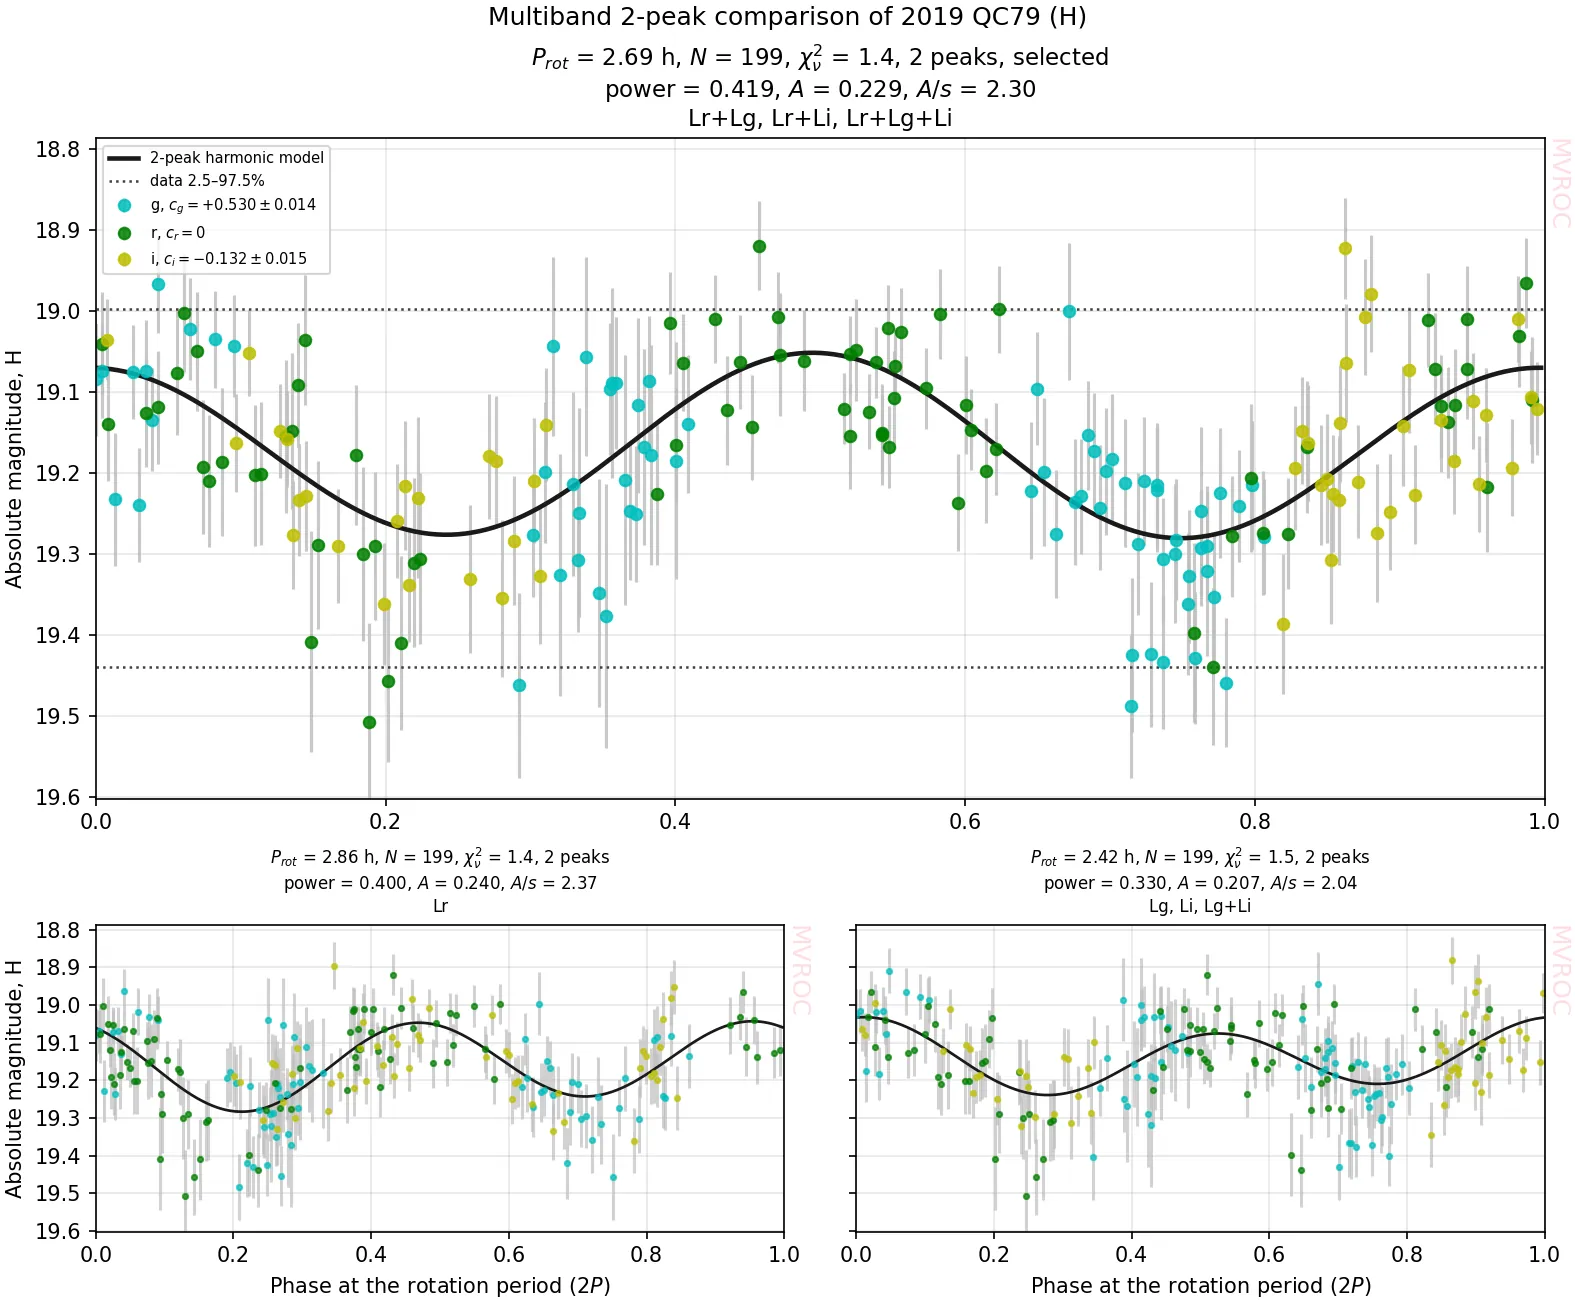 Multiband 2-peak comparison of 2019 QC79 (H)
P_rot = 2.69 h, N = 199, χ²_ν = 1.4, 2 peaks, selected
power = 0.419, A = 0.229, A/s = 2.30
Lr+Lg, Lr+Li, Lr+Lg+Li
MVROC
2-peak harmonic model
data 2.5–97.5%
g, c_g = +0.530 ± 0.014
r, c_r = 0
i, c_i = −0.132 ± 0.015
Absolute magnitude, H
18.8
18.9
19.0
19.1
19.2
19.3
19.4
19.5
19.6
0.0 0.2 0.4 0.6 0.8 1.0
P_rot = 2.86 h, N = 199, χ²_ν = 1.4, 2 peaks
power = 0.400, A = 0.240, A/s = 2.37
Lr
MVROC
Absolute magnitude, H
18.8
18.9
19.0
19.1
19.2
19.3
19.4
19.5
19.6
0.0 0.2 0.4 0.6 0.8 1.0
Phase at the rotation period (2P)
P_rot = 2.42 h, N = 199, χ²_ν = 1.5, 2 peaks
power = 0.330, A = 0.207, A/s = 2.04
Lg, Li, Lg+Li
MVROC
0.0 0.2 0.4 0.6 0.8 1.0
Phase at the rotation period (2P)